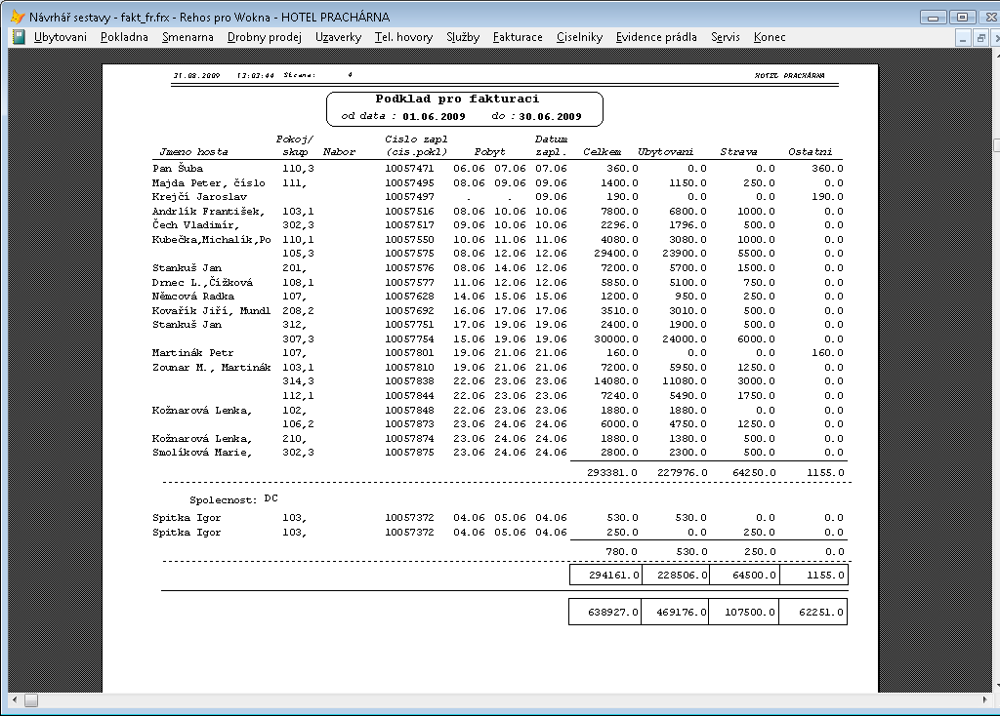 Návrhář sestavy - fakt_fr.frx - Rehos pro Wokna - HOTEL PRACHÁRNA
Ubytovani Pokladna Smenarna Drobny prodej Uzaverky Tel. hovory Služby Fakturace Ciselniky Evidence prádla Servis Konec
31.08.2009 13:03:44 Strana: 4 HOTEL PRACHÁRNA
Podklad pro fakturaci
od data : 01.06.2009 do : 30.06.2009
Pokoj/ Cislo zapl Datum
Jmeno hosta skup Nabor (cis.pokl) Pobyt zapl. Celkem Ubytovani Strava Ostatni
Pan Šuba 110,3 10057471 06.06 07.06 07.06 360.0 0.0 0.0 360.0
Majda Peter, číslo 111, 10057495 08.06 09.06 09.06 1400.0 1150.0 250.0 0.0
Krejčí Jaroslav 10057497 . . 09.06 190.0 0.0 0.0 190.0
Andrlík František, 103,1 10057516 08.06 10.06 10.06 7800.0 6800.0 1000.0 0.0
Čech Vladimír, 302,3 10057517 09.06 10.06 10.06 2296.0 1796.0 500.0 0.0
Kubečka,Michalík,Po 110,1 10057550 10.06 11.06 11.06 4080.0 3080.0 1000.0 0.0
105,3 10057575 08.06 12.06 12.06 29400.0 23900.0 5500.0 0.0
Stankuš Jan 201, 10057576 08.06 14.06 12.06 7200.0 5700.0 1500.0 0.0
Drnec L.,Čížková 108,1 10057577 11.06 12.06 12.06 5850.0 5100.0 750.0 0.0
Němcová Radka 107, 10057628 14.06 15.06 15.06 1200.0 950.0 250.0 0.0
Kovařík Jiří, Mundl 208,2 10057692 16.06 17.06 17.06 3510.0 3010.0 500.0 0.0
Stankuš Jan 312, 10057751 17.06 19.06 19.06 2400.0 1900.0 500.0 0.0
307,3 10057754 15.06 19.06 19.06 30000.0 24000.0 6000.0 0.0
Martinák Petr 107, 10057801 19.06 21.06 21.06 160.0 0.0 0.0 160.0
Zounar M., Martinák 103,1 10057810 19.06 21.06 21.06 7200.0 5950.0 1250.0 0.0
314,3 10057838 22.06 23.06 23.06 14080.0 11080.0 3000.0 0.0
112,1 10057844 22.06 23.06 23.06 7240.0 5490.0 1750.0 0.0
Kožnarová Lenka, 102, 10057848 22.06 23.06 23.06 1880.0 1880.0 0.0 0.0
106,2 10057873 23.06 24.06 24.06 6000.0 4750.0 1250.0 0.0
Kožnarová Lenka, 210, 10057874 23.06 24.06 24.06 1880.0 1380.0 500.0 0.0
Smolíková Marie, 302,3 10057875 23.06 24.06 24.06 2800.0 2300.0 500.0 0.0
293381.0 227976.0 64250.0 1155.0
Spolecnost: DC
Spitka Igor 103, 10057372 04.06 05.06 04.06 530.0 530.0 0.0 0.0
Spitka Igor 103, 10057372 04.06 05.06 04.06 250.0 0.0 250.0 0.0
780.0 530.0 250.0 0.0
294161.0 228506.0 64500.0 1155.0
638927.0 469176.0 107500.0 62251.0